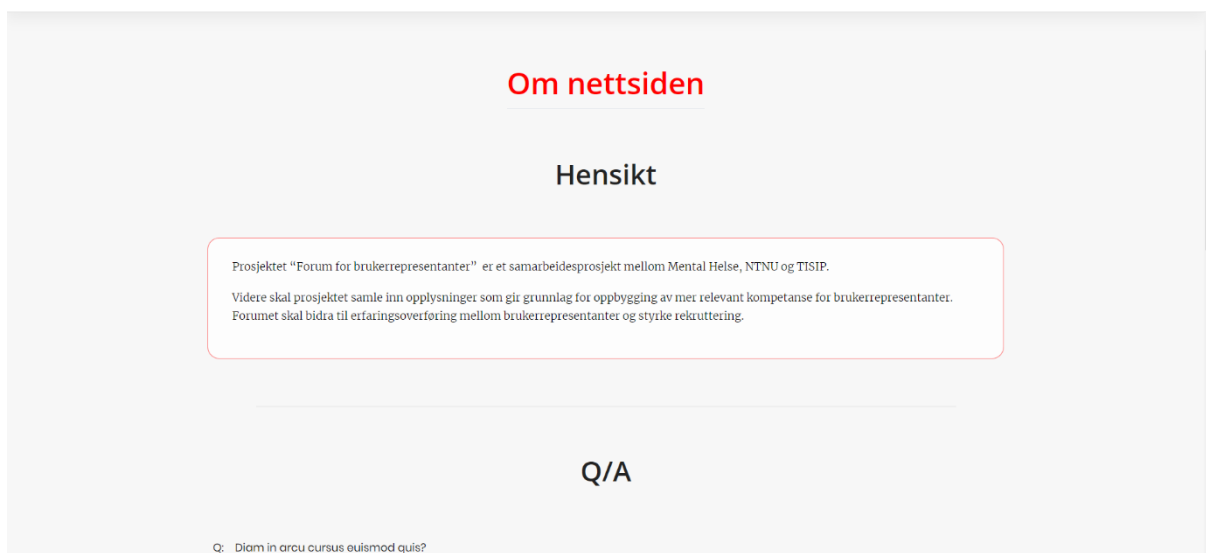 Om nettsiden
Hensikt
Prosjektet “Forum for brukerrepresentanter”  er et samarbeidesprosjekt mellom Mental Helse, NTNU og TISIP.
Videre skal prosjektet samle inn opplysninger som gir grunnlag for oppbygging av mer relevant kompetanse for brukerrepresentanter.
Forumet skal bidra til erfaringsoverføring mellom brukerrepresentanter og styrke rekruttering.
Q/A
Q: Diam in arcu cursus euismod quis?